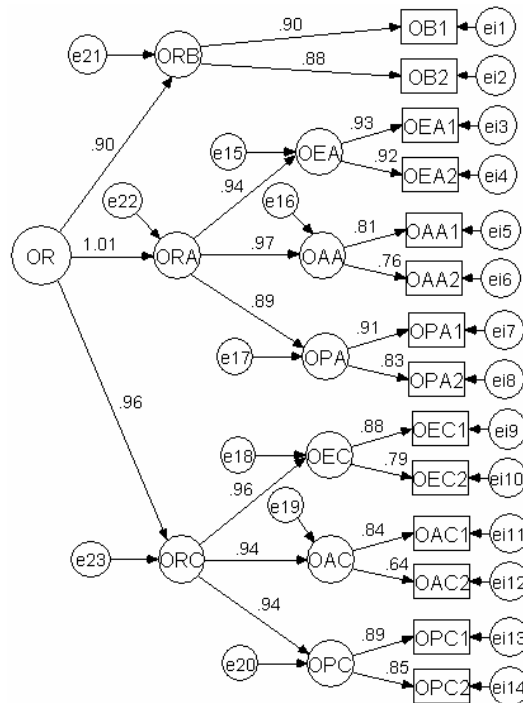 .90
OB1
ei1
e21
ORB
.88
OB2
ei2
.93
OEA1
ei3
.90
e15
OEA
.92
OEA2
ei4
.94
e22
e16
.81
OAA1
ei5
OR
1.01
ORA
.97
OAA
.76
OAA2
ei6
.89
.91
OPA1
ei7
e17
OPA
.83
OPA2
ei8
.96
.88
OEC1
ei9
e18
OEC
.79
OEC2
ei10
.96
e19
.84
OAC1
ei11
e23
ORC
.94
OAC
.64
OAC2
ei12
.94
.89
OPC1
ei13
e20
OPC
.85
OPC2
ei14